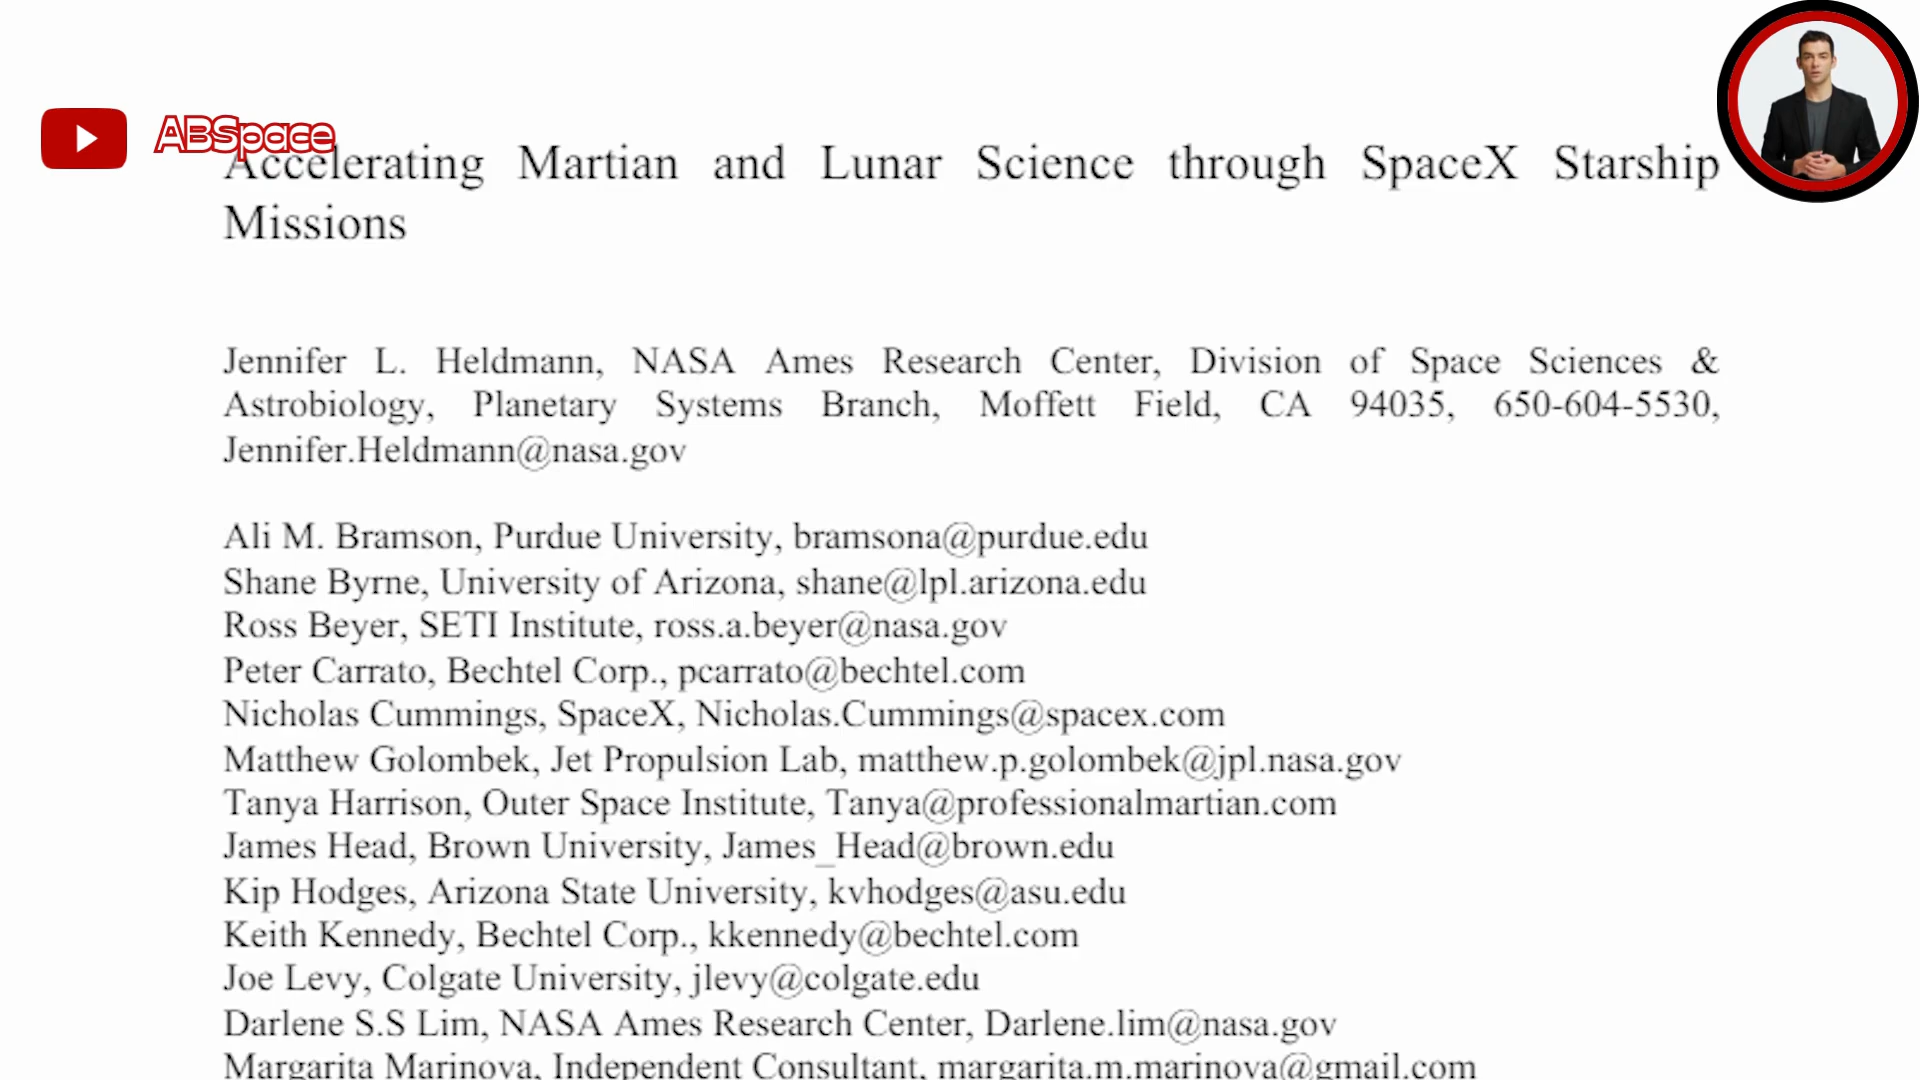 ABSpace
Accelerating Martian and Lunar Science through SpaceX Starship
Missions
Jennifer L. Heldmann, NASA Ames Research Center, Division of Space Sciences &
Astrobiology, Planetary Systems Branch, Moffett Field, CA 94035, 650-604-5530,
Jennifer.Heldmann@nasa.gov
Ali M. Bramson, Purdue University, bramsona@purdue.edu
Shane Byrne, University of Arizona, shane@lpl.arizona.edu
Ross Beyer, SETI Institute, ross.a.beyer@nasa.gov
Peter Carrato, Bechtel Corp., pcarrato@bechtel.com
Nicholas Cummings, SpaceX, Nicholas.Cummings@spacex.com
Matthew Golombek, Jet Propulsion Lab, matthew.p.golombek@jpl.nasa.gov
Tanya Harrison, Outer Space Institute, Tanya@professionalmartian.com
James Head, Brown University, James_Head@brown.edu
Kip Hodges, Arizona State University, kvhodges@asu.edu
Keith Kennedy, Bechtel Corp., kkennedy@bechtel.com
Joe Levy, Colgate University, jlevy@colgate.edu
Darlene S.S Lim, NASA Ames Research Center, Darlene.lim@nasa.gov
Margarita Marinova, Independent Consultant, margarita.m.marinova@gmail.com